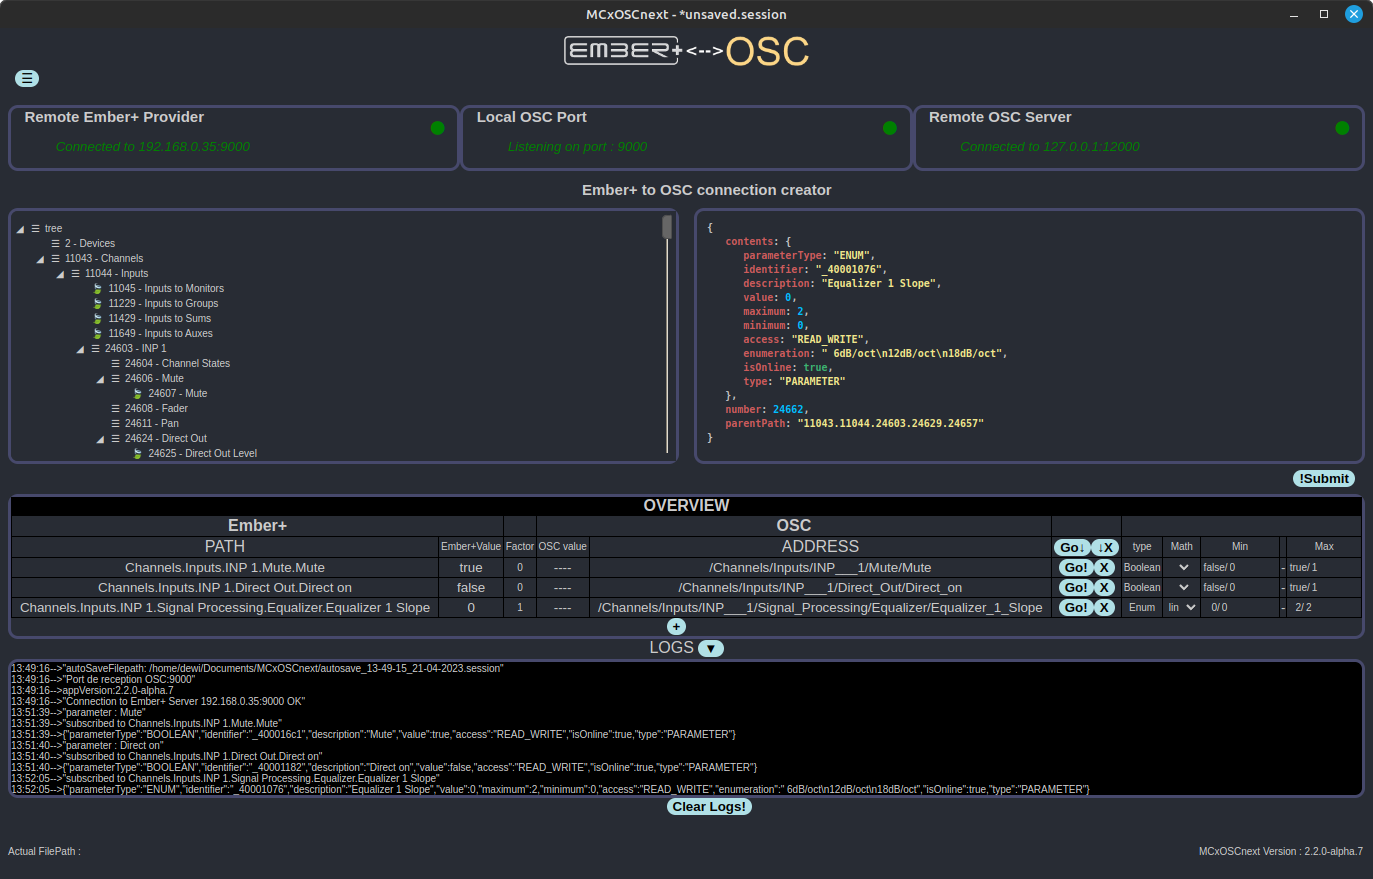 MCxOSCnext - *unsaved.session
EMBER+<-->OSC
Remote Ember+ Provider
Connected to 192.168.0.35:9000
Local OSC Port
Listening on port : 9000
Remote OSC Server
Connected to 127.0.0.1:12000
Ember+ to OSC connection creator
tree
2 - Devices
11043 - Channels
11044 - Inputs
11045 - Inputs to Monitors
11229 - Inputs to Groups
11429 - Inputs to Sums
11649 - Inputs to Auxes
24603 - INP 1
24604 - Channel States
24606 - Mute
24607 - Mute
24608 - Fader
24611 - Pan
24624 - Direct Out
24625 - Direct Out Level
{
contents: {
parameterType: "ENUM",
identifier: "_40001076",
description: "Equalizer 1 Slope",
value: 0,
maximum: 2,
minimum: 0,
access: "READ_WRITE",
enumeration: " 6dB/oct\n12dB/oct\n18dB/oct",
isOnline: true,
type: "PARAMETER"
},
number: 24662,
parentPath: "11043.11044.24603.24629.24657"
}
!Submit
OVERVIEW
Ember+ OSC
PATH Ember+Value Factor OSC value ADDRESS Go↓ ↓X type Math Min Max
Channels.Inputs.INP 1.Mute.Mute true 0 ---- /Channels/Inputs/INP___1/Mute/Mute Go! X Boolean false/ 0 - true/ 1
Channels.Inputs.INP 1.Direct Out.Direct on false 0 ---- /Channels/Inputs/INP___1/Direct_Out/Direct_on Go! X Boolean false/ 0 - true/ 1
Channels.Inputs.INP 1.Signal Processing.Equalizer.Equalizer 1 Slope 0 1 ---- /Channels/Inputs/INP___1/Signal_Processing/Equalizer/Equalizer_1_Slope Go! X Enum lin 0/ 0 - 2/ 2
+
LOGS ▼
13:49:16-->"autoSaveFilepath: /home/dewi/Documents/MCxOSCnext/autosave_13-49-15_21-04-2023.session"
13:49:16-->"Port de reception OSC:9000"
13:49:16-->appVersion:2.2.0-alpha.7
13:49:16-->"Connection to Ember+ Server 192.168.0.35:9000 OK"
13:51:39-->"parameter : Mute"
13:51:39-->"subscribed to Channels.Inputs.INP 1.Mute.Mute"
13:51:39-->{"parameterType":"BOOLEAN","identifier":"_400016c1","description":"Mute","value":true,"access":"READ_WRITE","isOnline":true,"type":"PARAMETER"}
13:51:40-->"parameter : Direct on"
13:51:40-->"subscribed to Channels.Inputs.INP 1.Direct Out.Direct on"
13:51:40-->{"parameterType":"BOOLEAN","identifier":"_40001182","description":"Direct on","value":false,"access":"READ_WRITE","isOnline":true,"type":"PARAMETER"}
13:52:05-->"subscribed to Channels.Inputs.INP 1.Signal Processing.Equalizer.Equalizer 1 Slope"
13:52:05-->{"parameterType":"ENUM","identifier":"_40001076","description":"Equalizer 1 Slope","value":0,"maximum":2,"minimum":0,"access":"READ_WRITE","enumeration":" 6dB/oct\n12dB/oct\n18dB/oct","isOnline":true,"type":"PARAMETER"}
Clear Logs!
Actual FilePath :
MCxOSCnext Version : 2.2.0-alpha.7